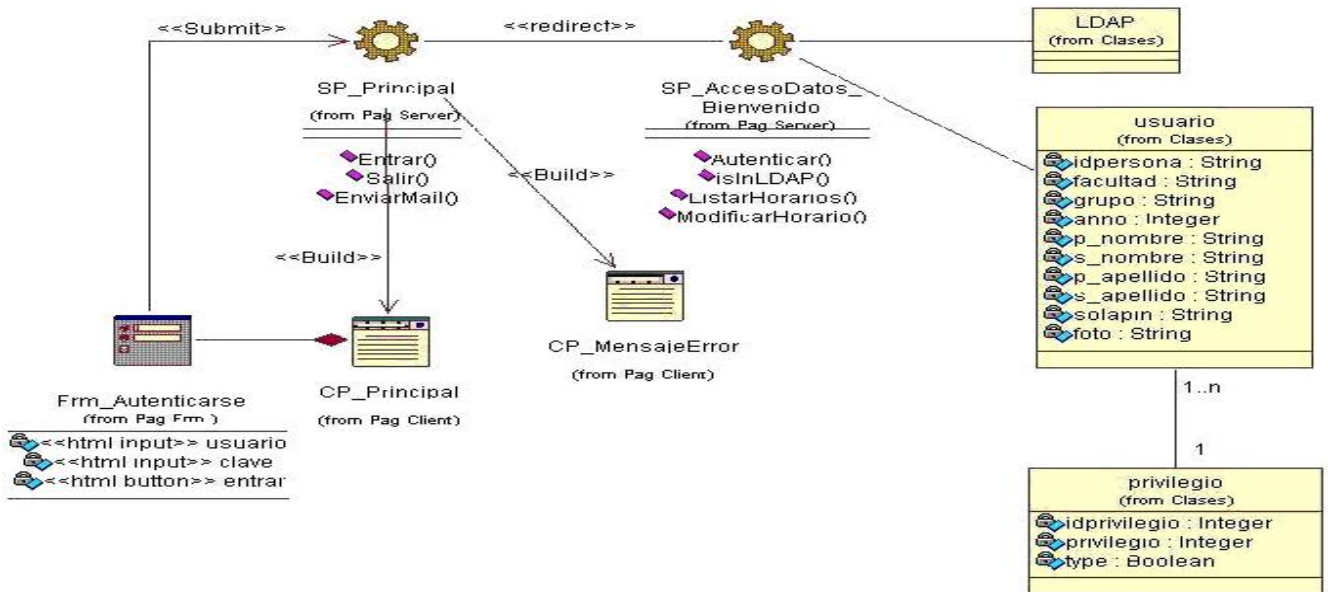 <<Submit>>
<<redirect>>
LDAP
(from Clases)
SP_Principal
(from Pag Server)
Entrar()
Salir()
EnviarMail()
SP_AccesoDatos_
Bienvenido
(from Pag Server)
Autenticar()
isInLDAP()
ListarHorarios()
ModificarHorario()
<<Build>>
<<Build>>
usuario
(from Clases)
idpersona : String
facultad : String
grupo : String
anno : Integer
p_nombre : String
s_nombre : String
p_apellido : String
s_apellido : String
solapin : String
foto : String
CP_MensajeError
(from Pag Client)
Frm_Autenticarse
(from Pag Frm )
<<html input>> usuario
<<html input>> clave
<<html button>> entrar
CP_Principal
(from Pag Client)
1..n
1
privilegio
(from Clases)
idprivilegio : Integer
privilegio : Integer
type : Boolean